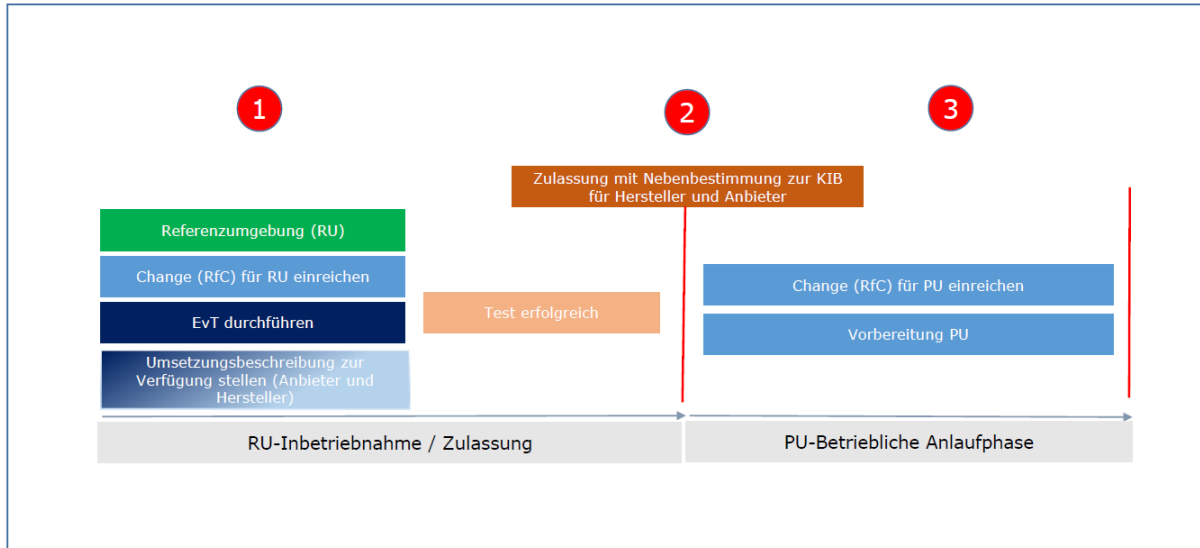 1
2
3
Zulassung mit Nebenbestimmung zur KIB
für Hersteller und Anbieter
Referenzumgebung (RU)
Change (RfC) für RU einreichen
EvT durchführen
Umsetzungsbeschreibung zur
Verfügung stellen (Anbieter und
Hersteller)
Test erfolgreich
Change (RfC) für PU einreichen
Vorbereitung PU
RU-Inbetriebnahme / Zulassung
PU-Betriebliche Anlaufphase